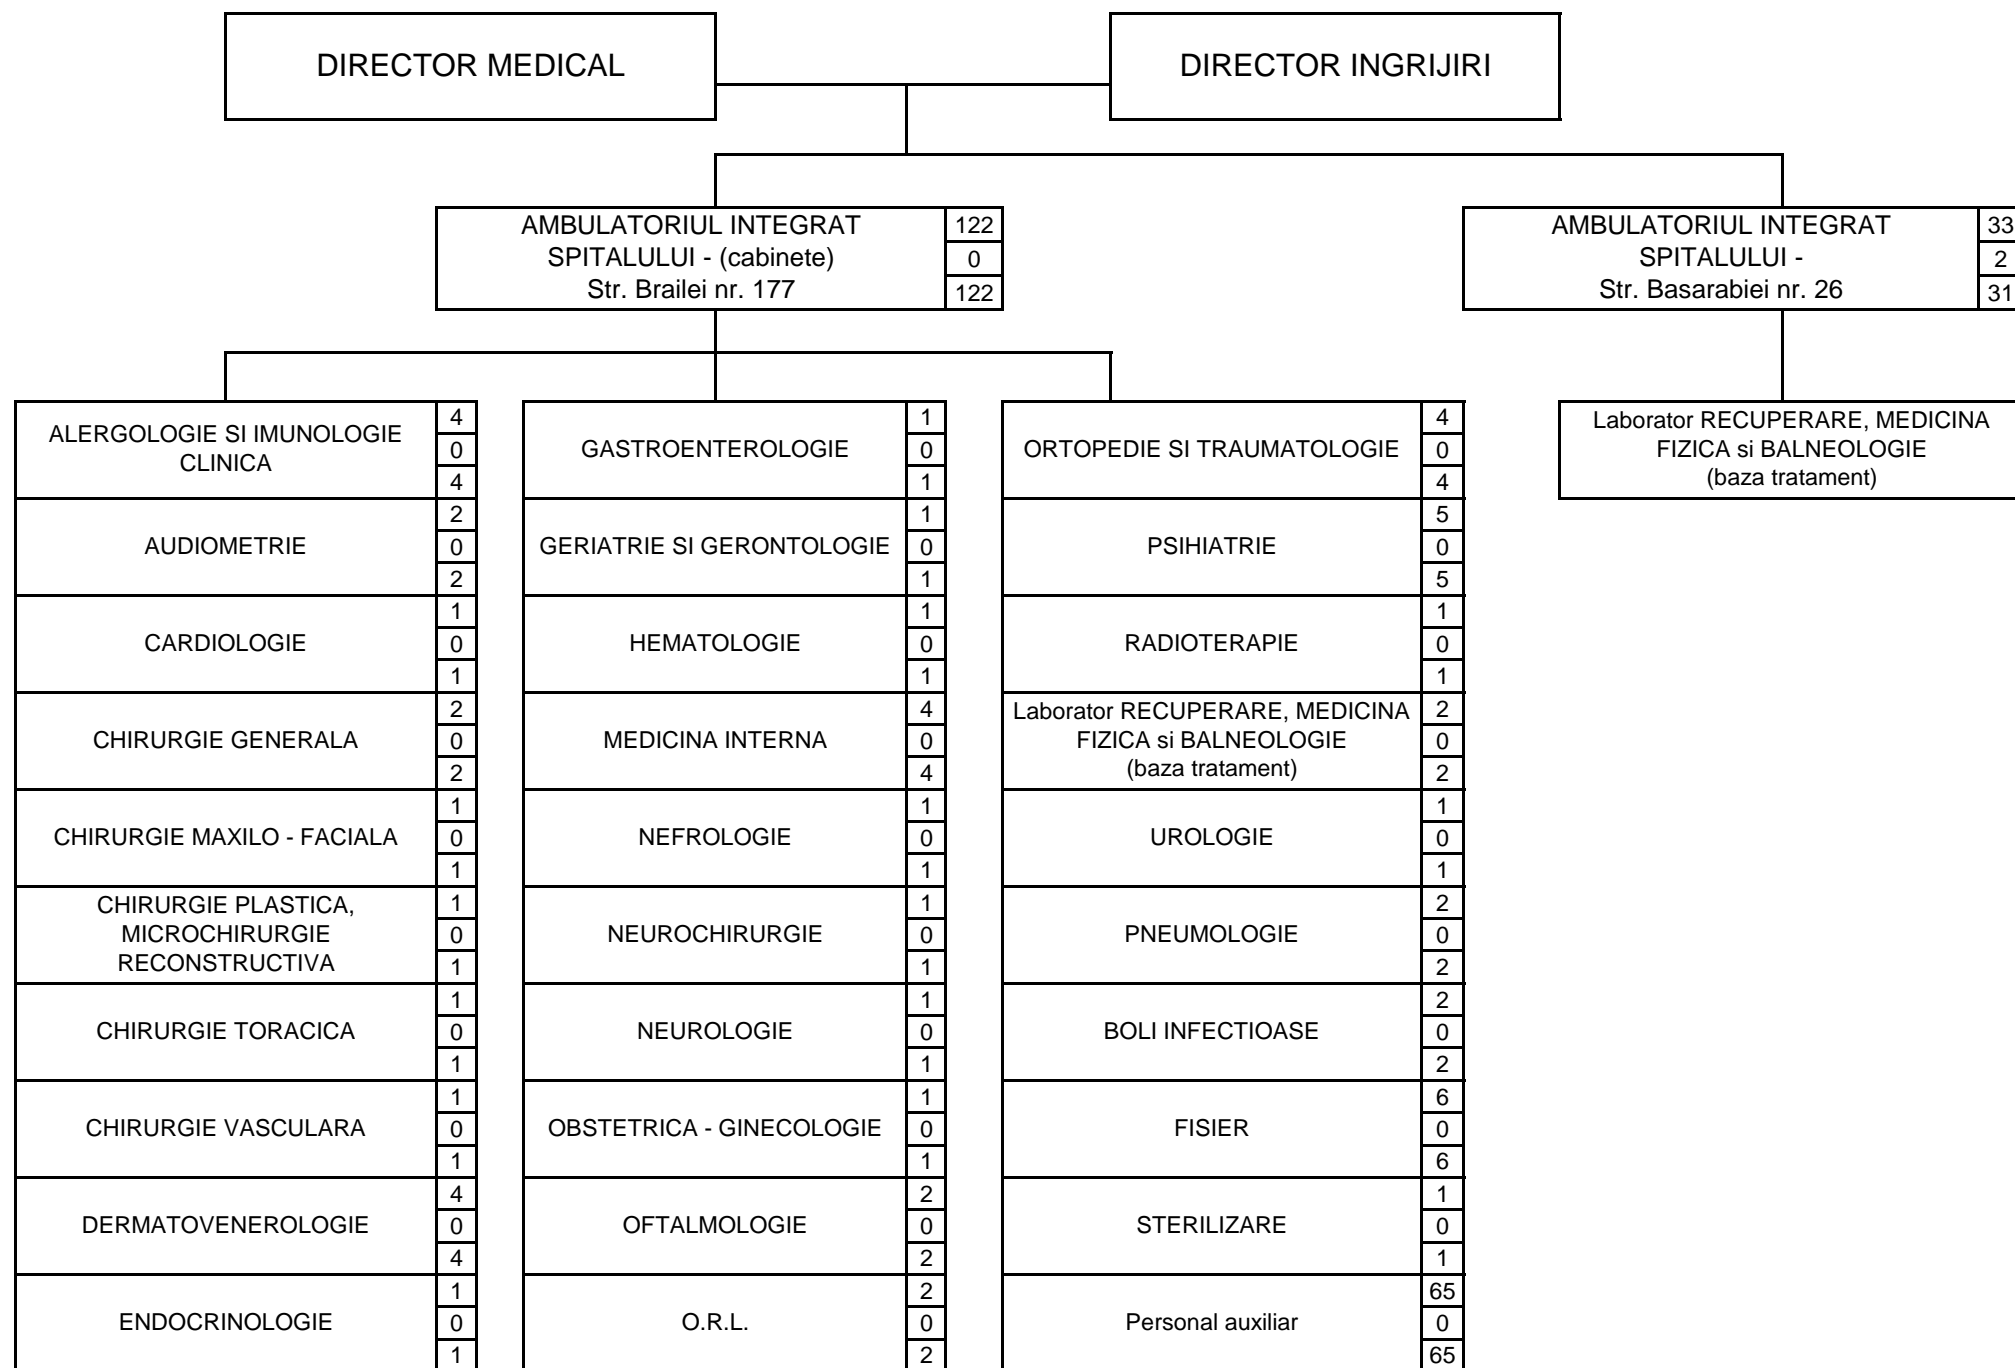 DIRECTOR MEDICAL
DIRECTOR INGRIJIRI
AMBULATORIUL INTEGRAT
SPITALULUI - (cabinete)
Str. Brailei nr. 177
122
0
122
AMBULATORIUL INTEGRAT
SPITALULUI -
Str. Basarabiei nr. 26
33
2
31
ALERGOLOGIE SI IMUNOLOGIE
CLINICA
4
0
4
AUDIOMETRIE
2
0
2
CARDIOLOGIE
1
0
1
CHIRURGIE GENERALA
2
0
2
CHIRURGIE MAXILO - FACIALA
1
0
1
CHIRURGIE PLASTICA,
MICROCHIRURGIE
RECONSTRUCTIVA
1
0
1
CHIRURGIE TORACICA
1
0
1
CHIRURGIE VASCULARA
1
0
1
DERMATOVENEROLOGIE
4
0
4
ENDOCRINOLOGIE
1
0
1
GASTROENTEROLOGIE
1
0
1
GERIATRIE SI GERONTOLOGIE
1
0
1
HEMATOLOGIE
1
0
1
MEDICINA INTERNA
4
0
4
NEFROLOGIE
1
0
1
NEUROCHIRURGIE
1
0
1
NEUROLOGIE
1
0
1
OBSTETRICA - GINECOLOGIE
1
0
1
OFTALMOLOGIE
2
0
2
O.R.L.
2
0
2
ORTOPEDIE SI TRAUMATOLOGIE
4
0
4
PSIHIATRIE
5
0
5
RADIOTERAPIE
1
0
1
Laborator RECUPERARE, MEDICINA
FIZICA si BALNEOLOGIE
(baza tratament)
2
0
2
UROLOGIE
1
0
1
PNEUMOLOGIE
2
0
2
BOLI INFECTIOASE
2
0
2
FISIER
6
0
6
STERILIZARE
1
0
1
Personal auxiliar
65
0
65
Laborator RECUPERARE, MEDICINA
FIZICA si BALNEOLOGIE
(baza tratament)